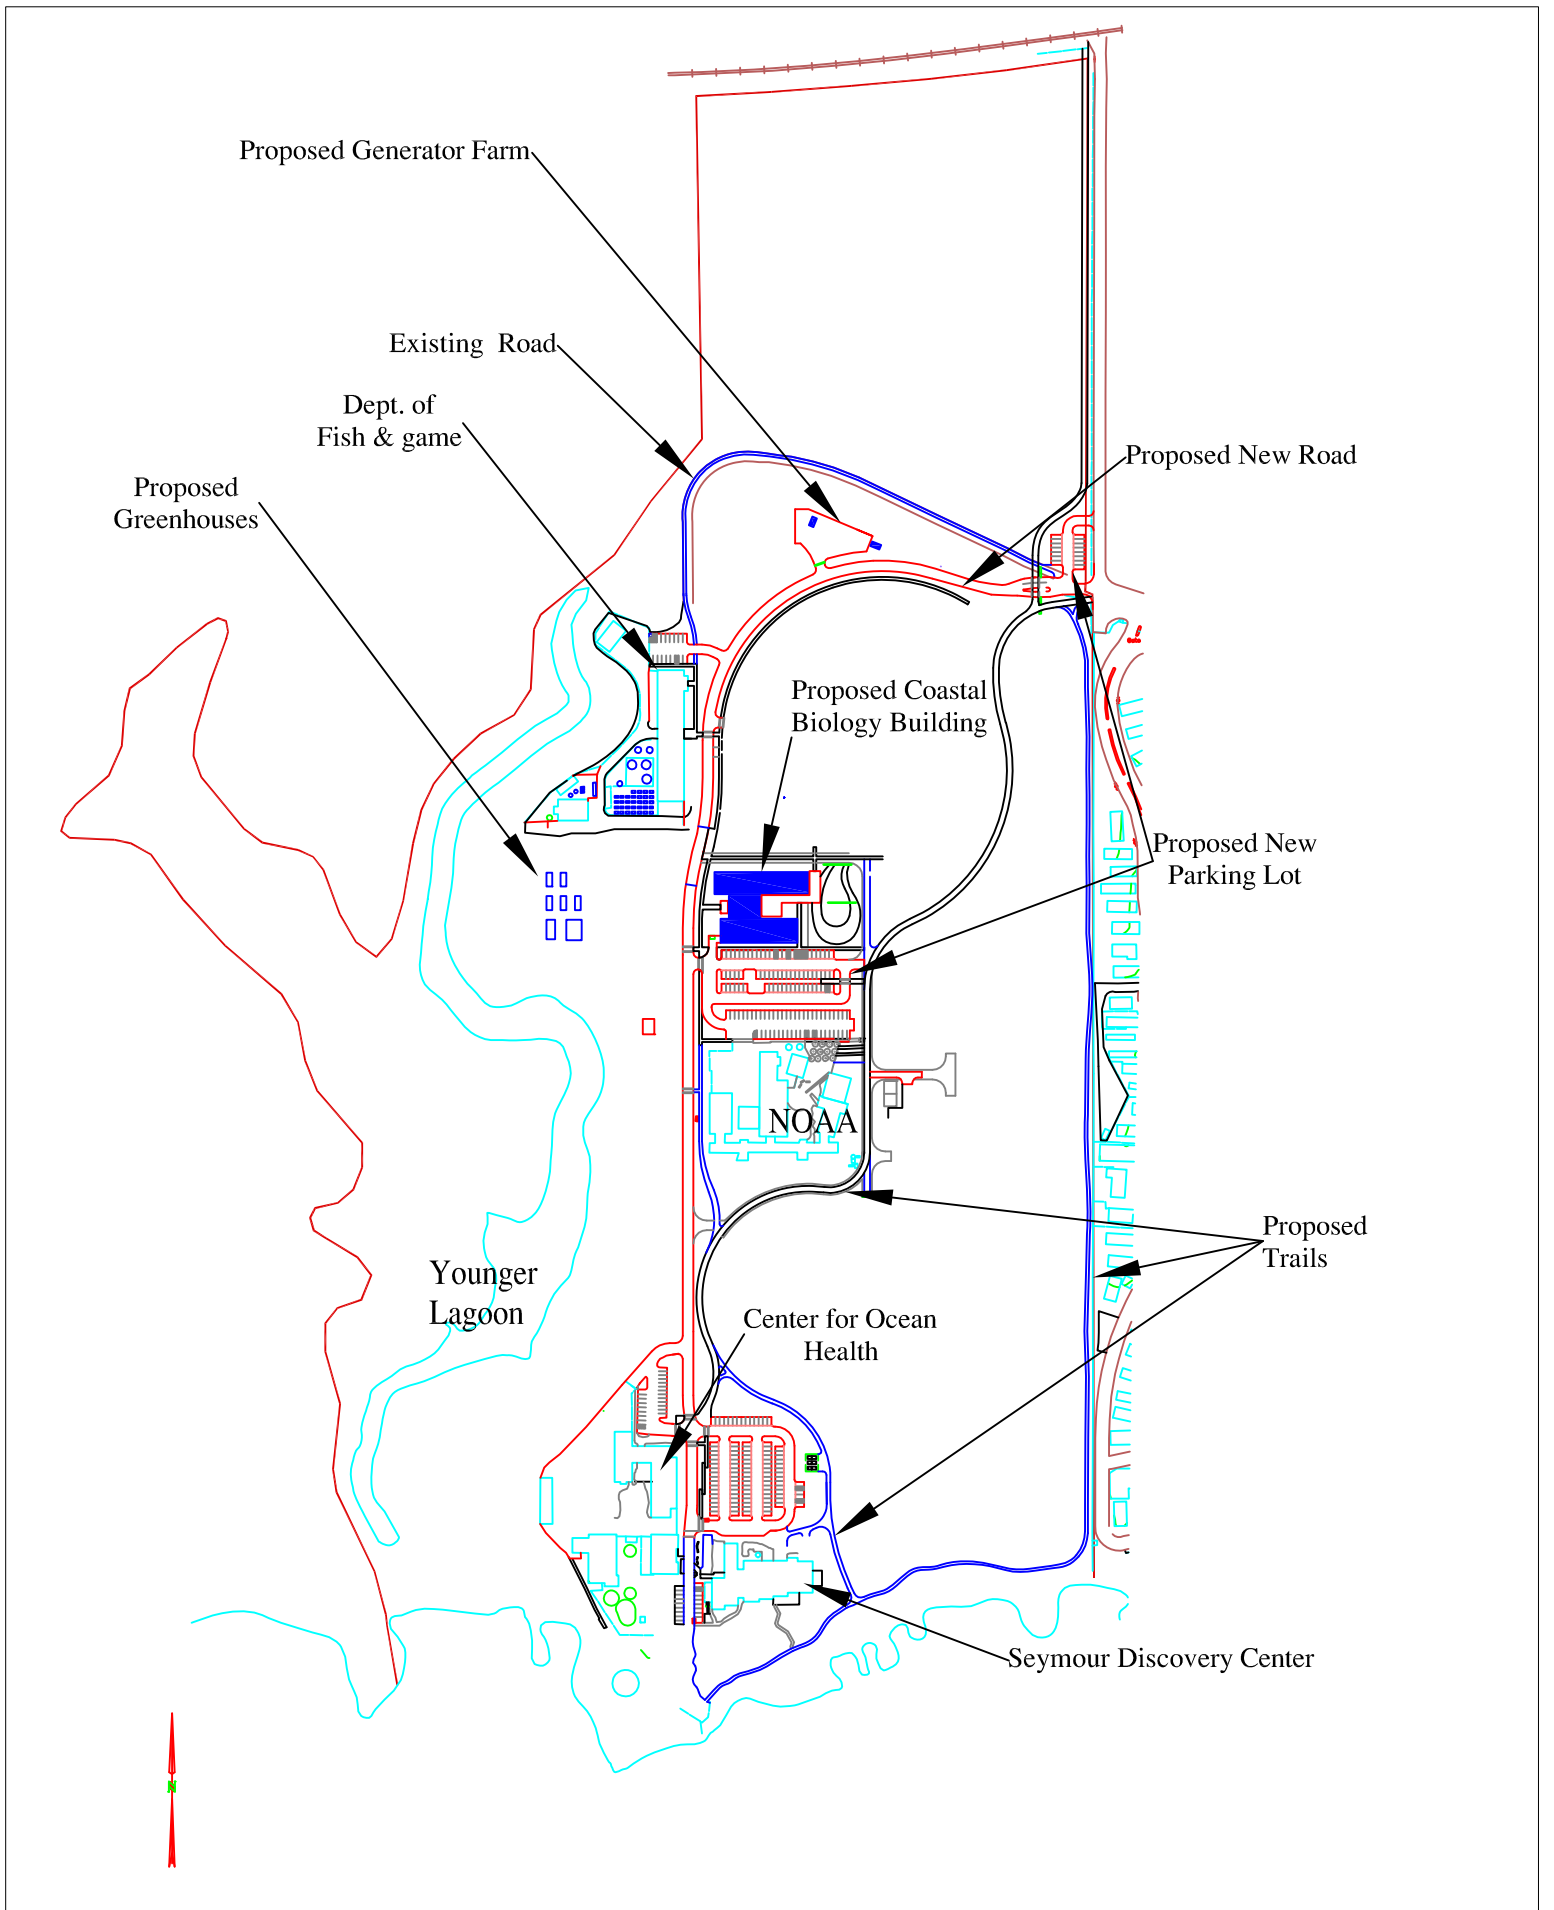 Proposed Generator Farm
Existing Road
Dept. of
Fish & game
Proposed
Greenhouses
Proposed New Road
Proposed Coastal
Biology Building
Proposed New
Parking Lot
NOAA
Proposed
Trails
Younger
Lagoon
Center for Ocean
Health
Seymour Discovery Center
N